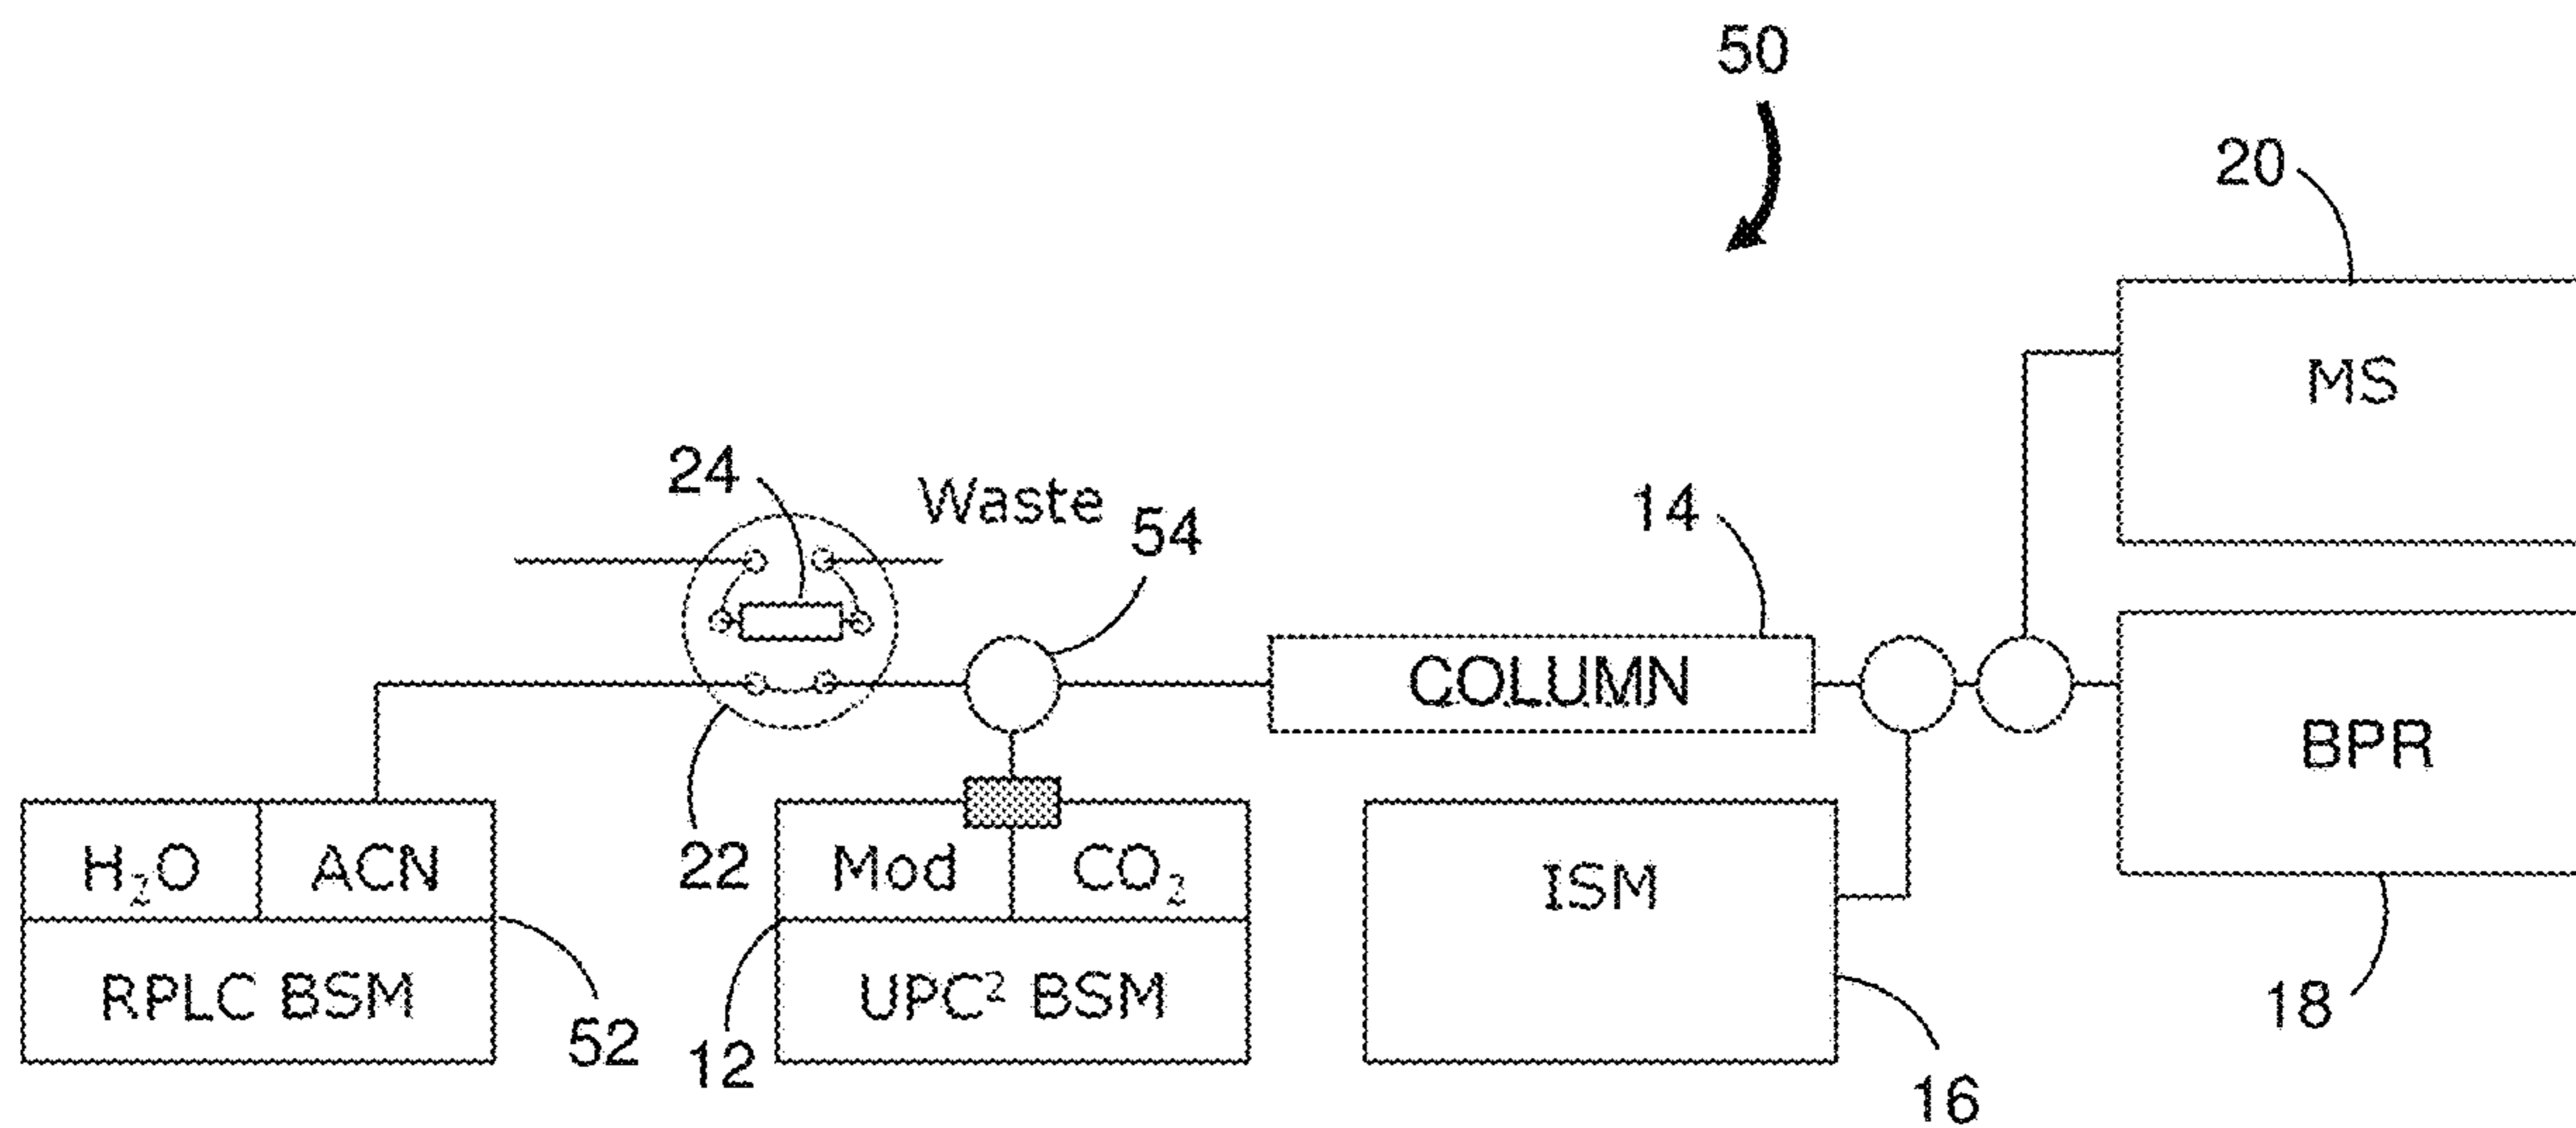 50
20
24
Waste
54
14
MS
COLUMN
BPR
H₂O
ACN
22
Mod
CO₂
ISM
RPLC BSM
52
12
UPC² BSM
18
16